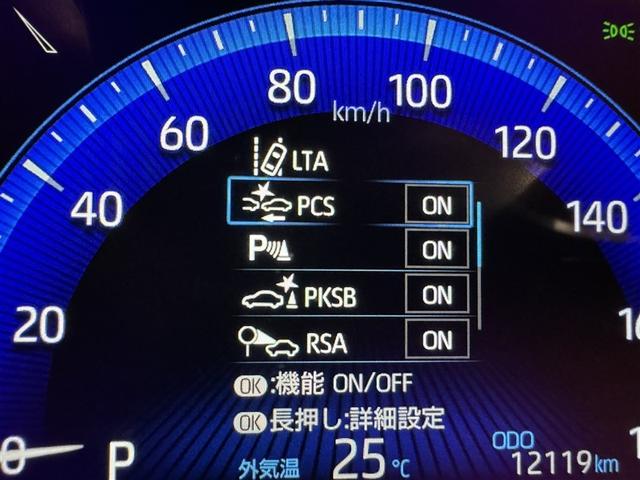 80
100
km/h
60
120
LTA
40
PCS ON
140
P ON
PKSB ON
20
RSA ON
OK:機能 ON/OFF
OK長押し:詳細設定
0
P
外気温 25℃
ODO
12119km